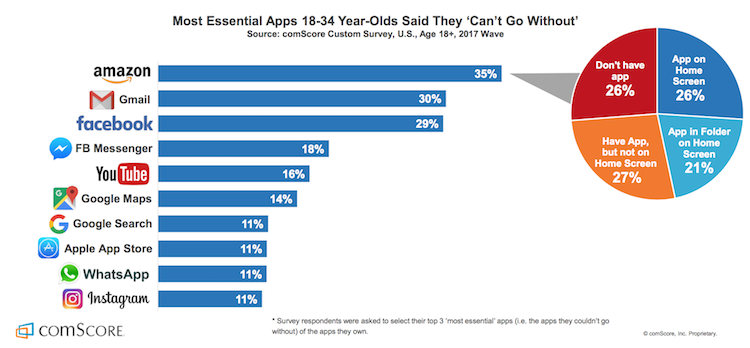 Most Essential Apps 18-34 Year-Olds Said They ‘Can’t Go Without’
Source: comScore Custom Survey, U.S., Age 18+, 2017 Wave
amazon 35%
Gmail 30%
facebook 29%
FB Messenger 18%
YouTube 16%
Google Maps 14%
G Google Search 11%
Apple App Store 11%
WhatsApp 11%
Instagram 11%
Don't have
app
26%
App on
Home
Screen
26%
Have App,
but not on
Home Screen
27%
App in Folder
on Home
Screen
21%
* Survey respondents were asked to select their top 3 'most essential' apps (i.e. the apps they couldn't go
without) of the apps they own.
comScore
© comScore, Inc. Proprietary.